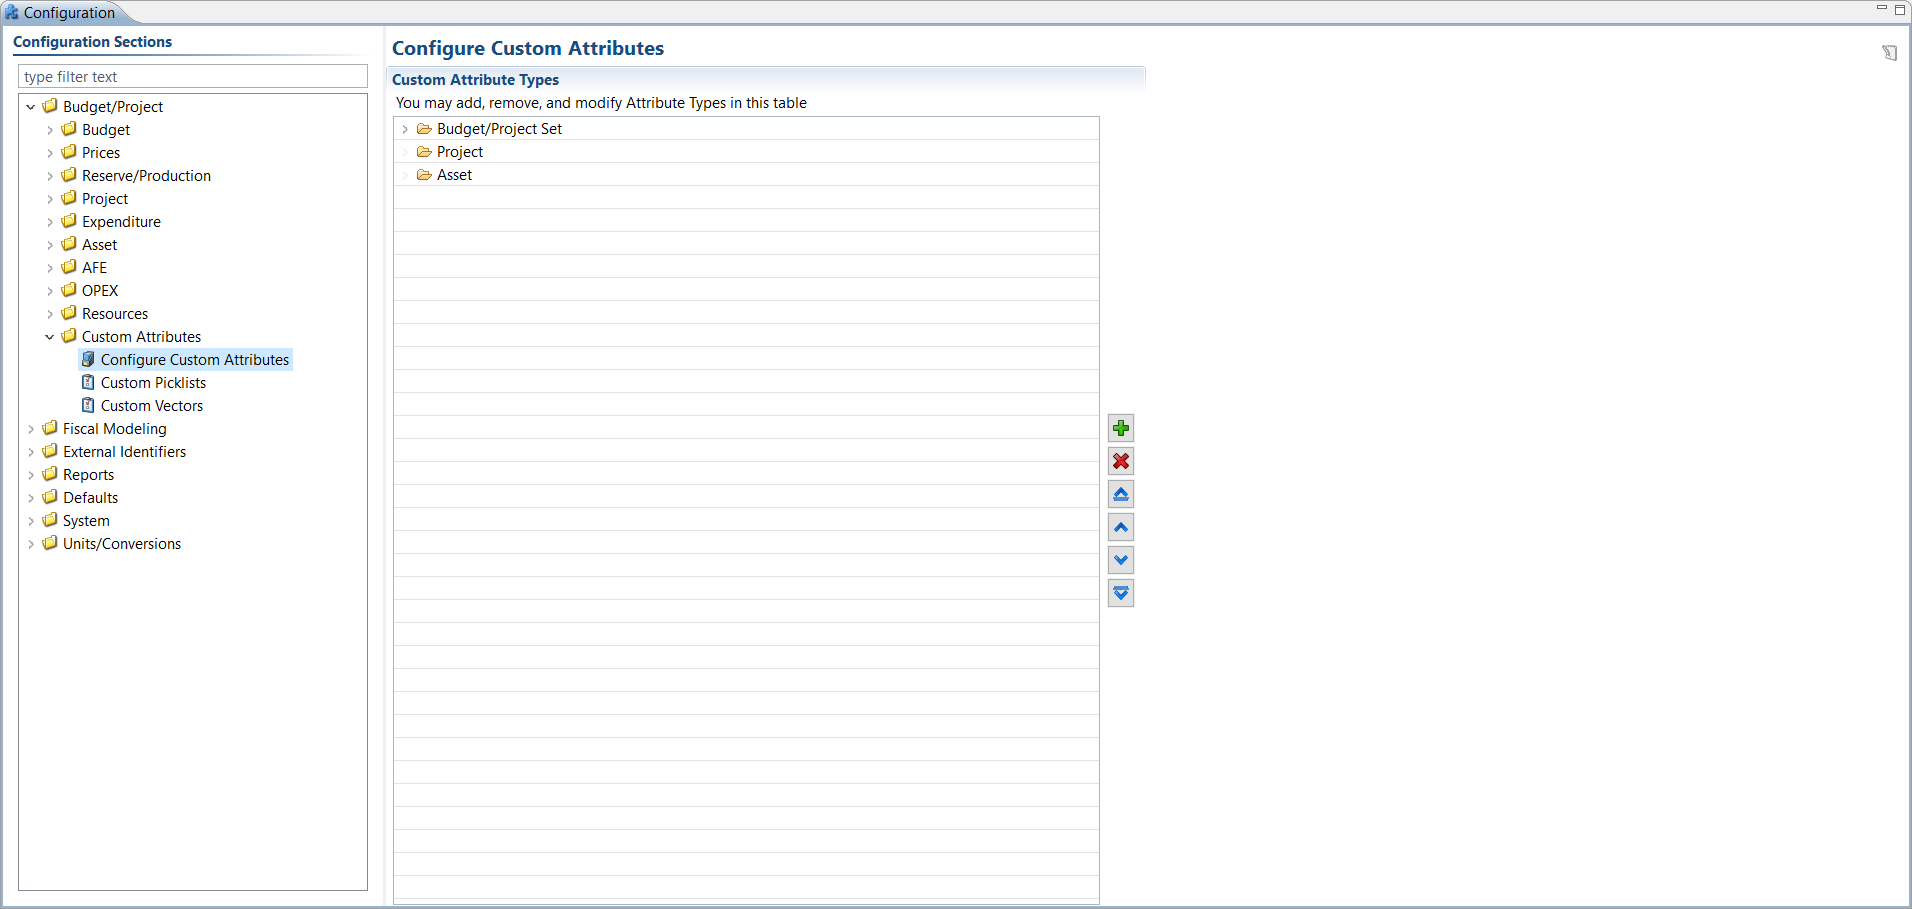 Configuration
Configuration Sections
type filter text
Budget/Project
Budget
Prices
Reserve/Production
Project
Expenditure
Asset
AFE
OPEX
Resources
Custom Attributes
Configure Custom Attributes
Custom Picklists
Custom Vectors
Fiscal Modeling
External Identifiers
Reports
Defaults
System
Units/Conversions
Configure Custom Attributes
Custom Attribute Types
You may add, remove, and modify Attribute Types in this table
Budget/Project Set
Project
Asset